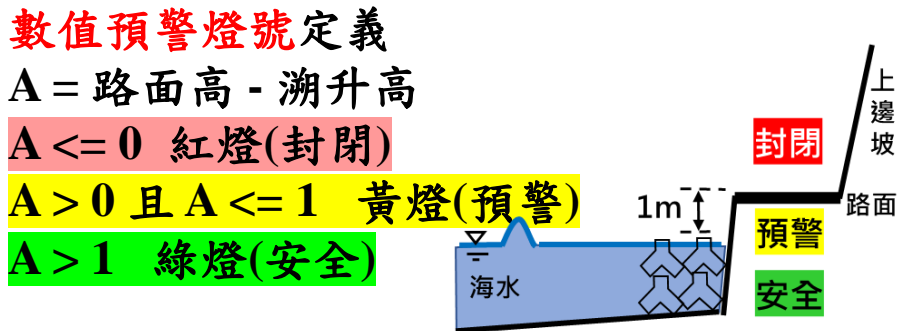 數值預警燈號定義
A = 路面高 - 溯升高
A <= 0 紅燈(封閉)
A > 0 且 A <= 1 黃燈(預警)
A > 1 綠燈(安全)
上邊坡
封閉
1m
路面
預警
海水
安全